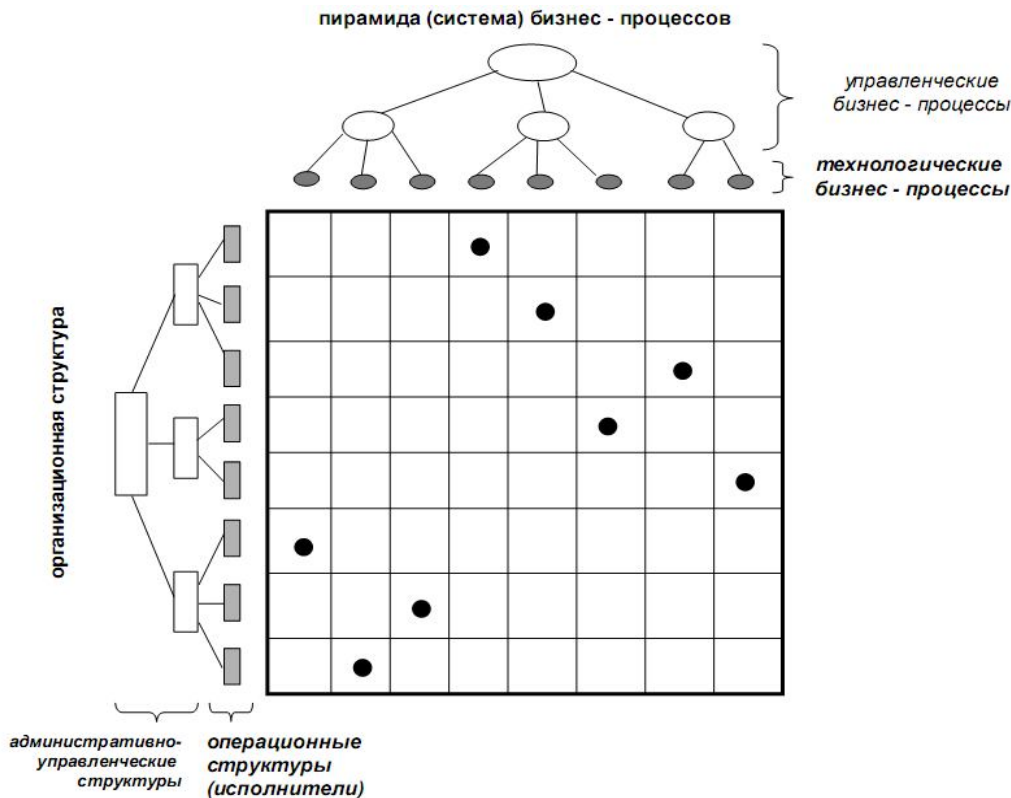 пирамида (система) бизнес - процессов
управленческие
бизнес - процессы
технологические
бизнес - процессы
организационная структура
административно-
управленческие
структуры
операционные
структуры
(исполнители)